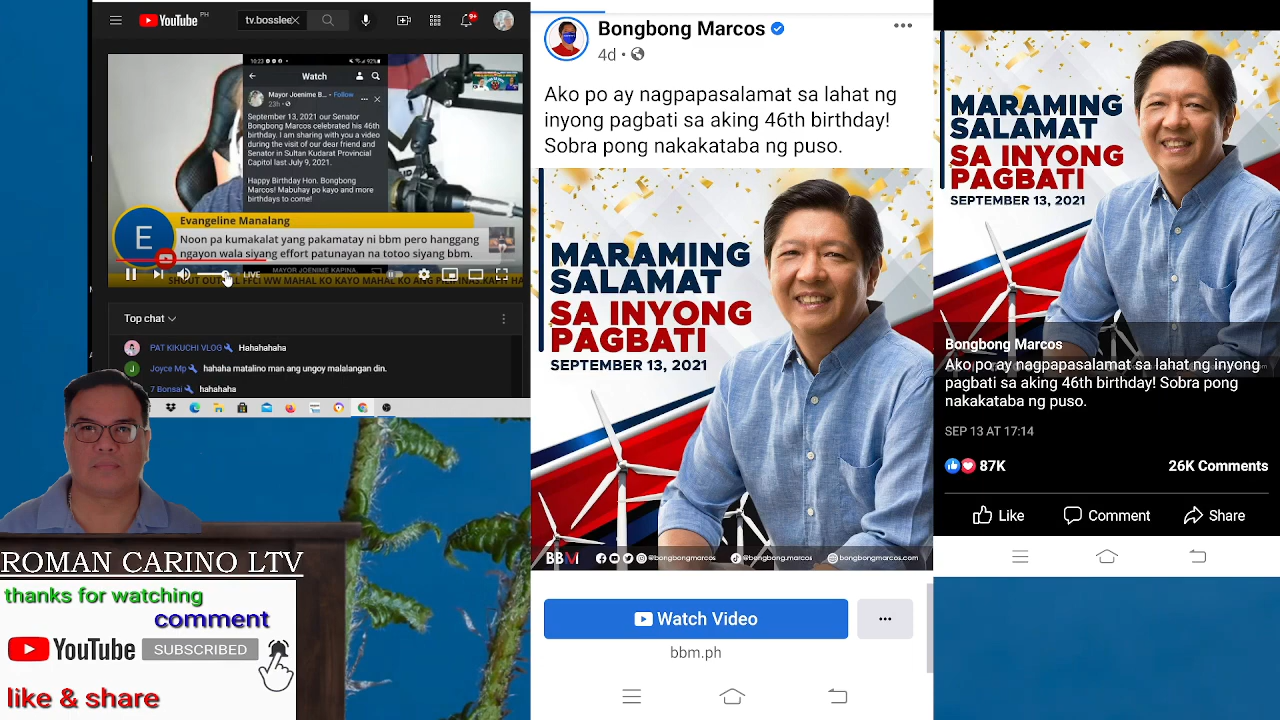 YouTube PH
tv.bosslee
9+
10:23
92%
Watch
Mayor Joenime B... • Follow
23h
September 13, 2021 our Senator
Bongbong Marcos celebrated his 46th
birthday. I am sharing with you a video
during the visit of our dear friend and
Senator in Sultan Kudarat Provincial
Capitol last July 9, 2021.
Happy Birthday Hon. Bongbong
Marcos! Mabuhay po kayo and more
birthdays to come!
E
Evangeline Manalang
Noon pa kumakalat yang pakamatay ni bbm pero hanggang
ngayon wala siyang effort patunayan na totoo siyang bbm.
LIVE
MAYOR JOENIME KAPINA,
Top chat
PAT KIKUCHI VLOG Hahahahaha
J Joyce Mp hahaha matalino man ang ungoy malalangan din.
7 Bonsai hahahaha
ROMAN CABINO LTV
thanks for watching
comment
YouTube SUBSCRIBED
like & share
Bongbong Marcos
4d
Ako po ay nagpapasalamat sa lahat ng
inyong pagbati sa aking 46th birthday!
Sobra pong nakakataba ng puso.
MARAMING
SALAMAT
SA INYONG
PAGBATI
SEPTEMBER 13, 2021
BBM @bongbongmarcos @bongbong.marcos bongbongmarcos.com
Watch Video
bbm.ph
MARAMING
SALAMAT
SA INYONG
PAGBATI
SEPTEMBER 13, 2021
Bongbong Marcos
Ako po ay nagpapasalamat sa lahat ng inyong
pagbati sa aking 46th birthday! Sobra pong
nakakataba ng puso.
SEP 13 AT 17:14
87K
26K Comments
Like Comment Share